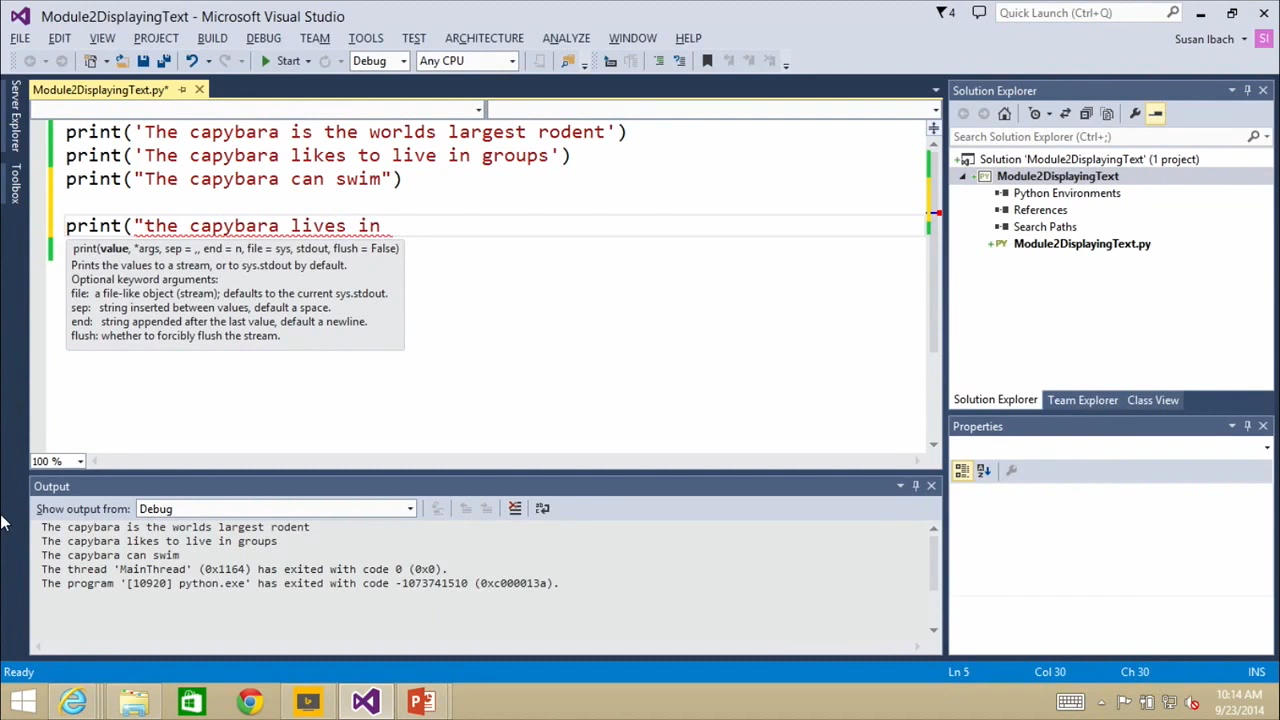 Module2DisplayingText - Microsoft Visual Studio
4
Quick Launch (Ctrl+Q)
FILE EDIT VIEW PROJECT BUILD DEBUG TEAM TOOLS TEST ARCHITECTURE ANALYZE WINDOW HELP
Susan Ibach SI
Start Debug Any CPU
Server Explorer
Toolbox
Module2DisplayingText.py*
print('The capybara is the worlds largest rodent')
print('The capybara likes to live in groups')
print("The capybara can swim")
print("the capybara lives in
print(value, *args, sep = ,, end = n, file = sys, stdout, flush = False)
Prints the values to a stream, or to sys.stdout by default.
Optional keyword arguments:
file: a file-like object (stream); defaults to the current sys.stdout.
sep: string inserted between values, default a space.
end: string appended after the last value, default a newline.
flush: whether to forcibly flush the stream.
100 %
Solution Explorer
Search Solution Explorer (Ctrl+;)
Solution 'Module2DisplayingText' (1 project)
PY Module2DisplayingText
Python Environments
References
Search Paths
PY Module2DisplayingText.py
Solution Explorer Team Explorer Class View
Properties
Output
Show output from: Debug
The capybara is the worlds largest rodent
The capybara likes to live in groups
The capybara can swim
The thread 'MainThread' (0x1164) has exited with code 0 (0x0).
The program '[10920] python.exe' has exited with code -1073741510 (0xc000013a).
Ready Ln 5 Col 30 Ch 30 INS
10:14 AM
9/23/2014